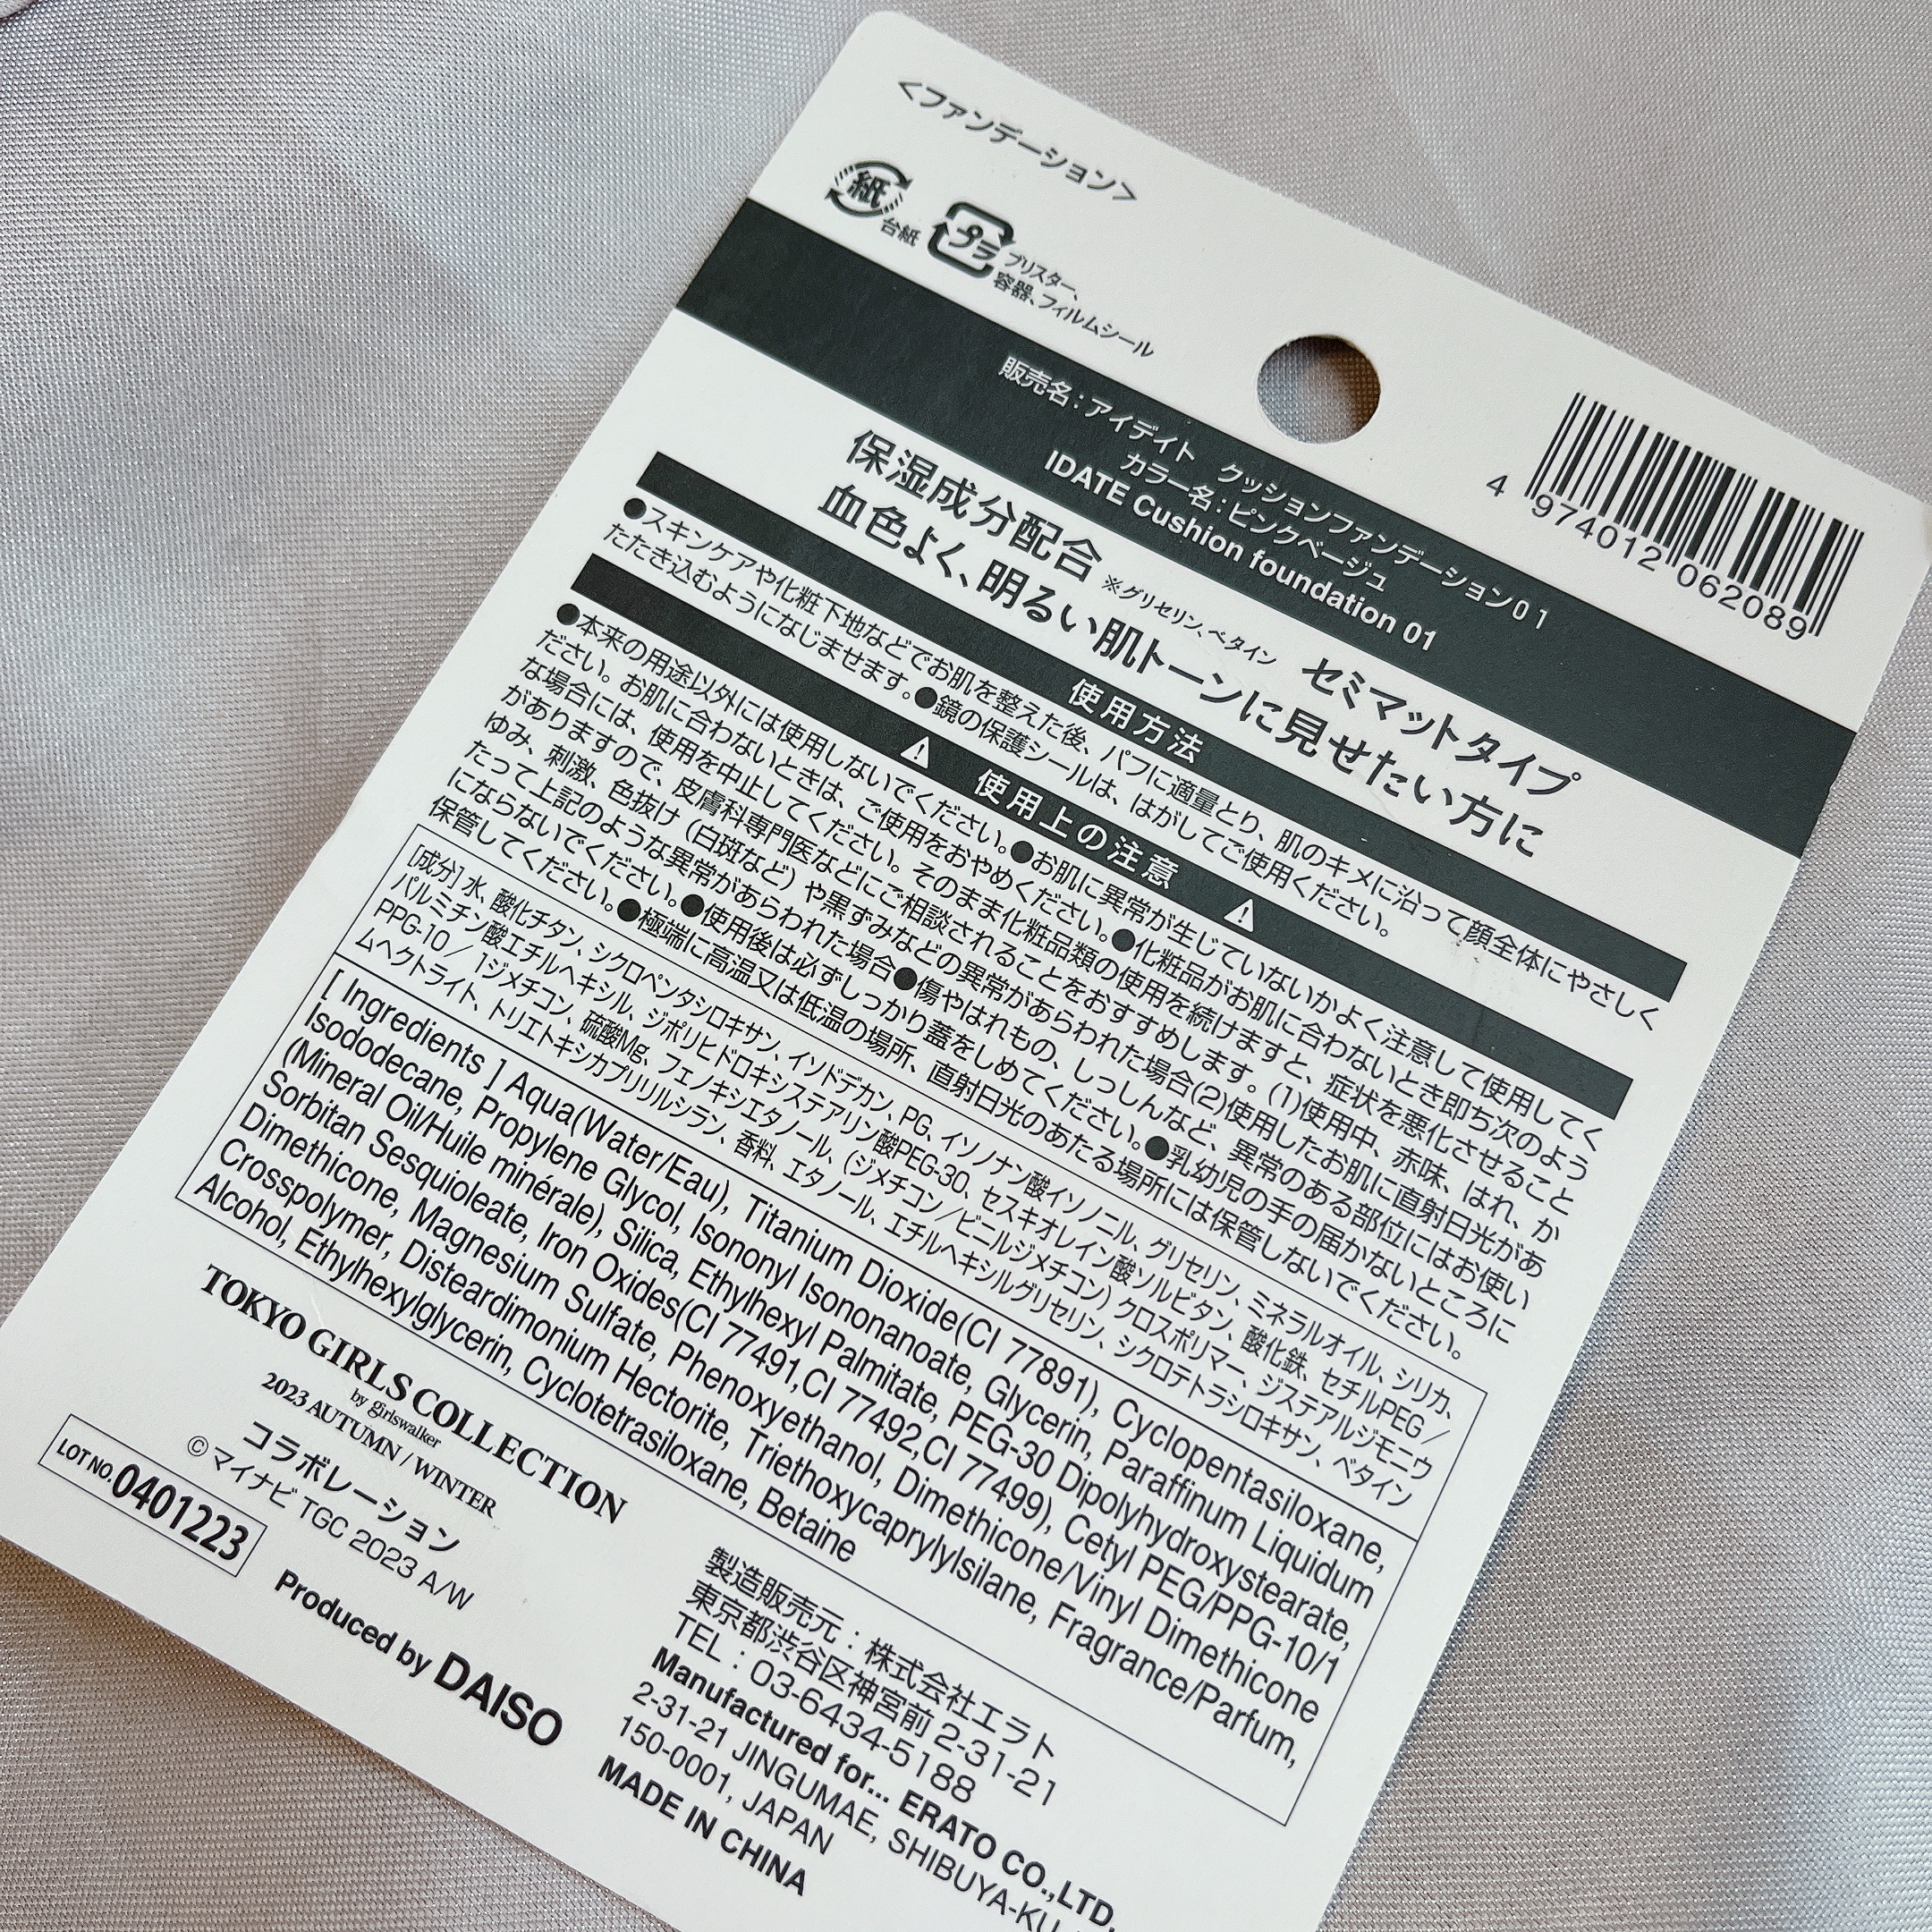 ＜ファンデーション＞
紙
台紙
プラ
ブリスター、
容器、フィルムシール
4 974012 062089
販売名：アイデイト　クッションファンデーション01
カラー名：ピンクベージュ
IDATE Cushion foundation 01
保湿成分配合 ※グリセリン、ベタイン　セミマットタイプ
血色よく、明るい肌トーンに見せたい方に
使用方法
●スキンケアや化粧下地などでお肌を整えた後、パフに適量とり、肌のキメに沿って顔全体にやさしく
たたき込むようになじませます。●鏡の保護シールは、はがしてご使用ください。
⚠ 使用上の注意 ⚠
●本来の用途以外には使用しないでください。●お肌に異常が生じていないかよく注意して使用してく
ださい。お肌に合わないときは、ご使用をおやめください。●化粧品がお肌に合わないとき即ち次のよう
な場合には、使用を中止してください。そのまま化粧品類の使用を続けますと、症状を悪化させること
がありますので、皮膚科専門医などにご相談されることをおすすめします。(1)使用中、赤味、はれ、か
ゆみ、刺激、色抜け（白斑など）や黒ずみなどの異常があらわれた場合(2)使用したお肌に直射日光があ
たって上記のような異常があらわれた場合●傷やはれもの、しっしんなど、異常のある部位にはお使い
にならないでください。●使用後は必ずしっかり蓋をしめてください。●乳幼児の手の届かないところに
保管してください。●極端に高温又は低温の場所、直射日光のあたる場所には保管しないでください。
[成分] 水、酸化チタン、シクロペンタシロキサン、イソドデカン、PG、イソノナン酸イソノニル、グリセリン、ミネラルオイル、シリカ、
パルミチン酸エチルヘキシル、ジポリヒドロキシステアリン酸PEG-30、セスキオレイン酸ソルビタン、酸化鉄、セチルPEG／
PPG-10／1ジメチコン、硫酸Mg、フェノキシエタノール、（ジメチコン／ビニルジメチコン）クロスポリマー、ジステアルジモニウ
ムヘクトライト、トリエトキシカプリリルシラン、香料、エタノール、エチルヘキシルグリセリン、シクロテトラシロキサン、ベタイン
[ Ingredients ] Aqua(Water/Eau), Titanium Dioxide(CI 77891), Cyclopentasiloxane,
Isododecane, Propylene Glycol, Isononyl Isononanoate, Glycerin, Paraffinum Liquidum
(Mineral Oil/Huile minérale), Silica, Ethylhexyl Palmitate, PEG-30 Dipolyhydroxystearate,
Sorbitan Sesquioleate, Iron Oxides(CI 77491,CI 77492,CI 77499), Cetyl PEG/PPG-10/1
Dimethicone, Magnesium Sulfate, Phenoxyethanol, Dimethicone/Vinyl Dimethicone
Crosspolymer, Disteardimonium Hectorite, Triethoxycaprylylsilane, Fragrance/Parfum,
Alcohol, Ethylhexylglycerin, Cyclotetrasiloxane, Betaine
TOKYO GIRLS COLLECTION
by girlswalker
2023 AUTUMN / WINTER
コラボレーション
©マイナビ TGC 2023 A/W
LOT NO. 0401223
Produced by DAISO
製造販売元：株式会社エラト
東京都渋谷区神宮前 2-31-21
TEL：03-6434-5188
Manufactured for... ERATO CO.,LTD.
2-31-21 JINGUMAE, SHIBUYA-KU,
150-0001, JAPAN
MADE IN CHINA